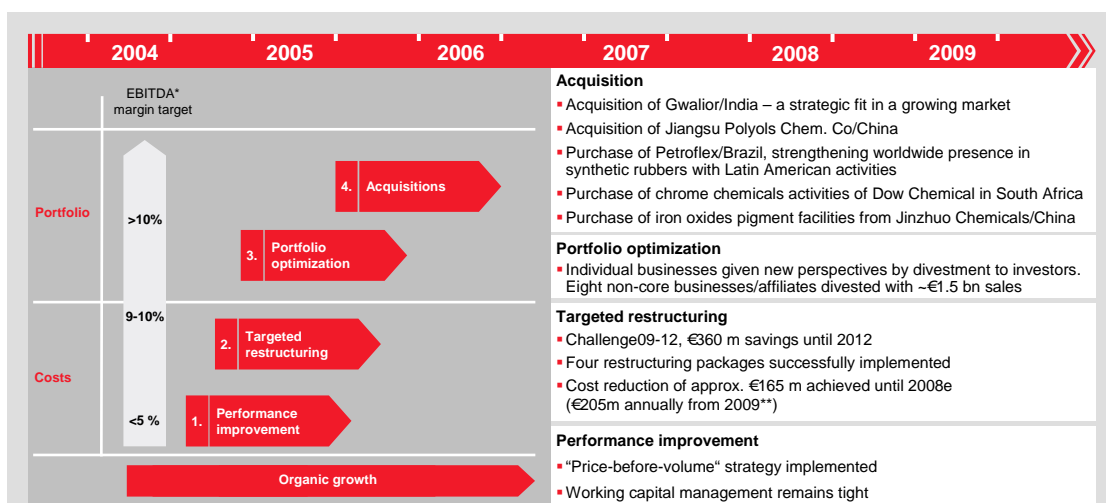 2004 2005 2006 2007 2008 2009
EBITDA*
margin target
Portfolio
>10%
4. Acquisitions
3. Portfolio
optimization
9-10%
Costs
2. Targeted
restructuring
<5 %
1. Performance
improvement
Organic growth
Acquisition
▪ Acquisition of Gwalior/India – a strategic fit in a growing market
▪ Acquisition of Jiangsu Polyols Chem. Co/China
▪ Purchase of Petroflex/Brazil, strengthening worldwide presence in
synthetic rubbers with Latin American activities
▪ Purchase of chrome chemicals activities of Dow Chemical in South Africa
▪ Purchase of iron oxides pigment facilities from Jinzhuo Chemicals/China
Portfolio optimization
▪ Individual businesses given new perspectives by divestment to investors.
Eight non-core businesses/affiliates divested with ~€1.5 bn sales
Targeted restructuring
▪ Challenge09-12, €360 m savings until 2012
▪ Four restructuring packages successfully implemented
▪ Cost reduction of approx. €165 m achieved until 2008e
(€205m annually from 2009**)
Performance improvement
▪ “Price-before-volume“ strategy implemented
▪ Working capital management remains tight